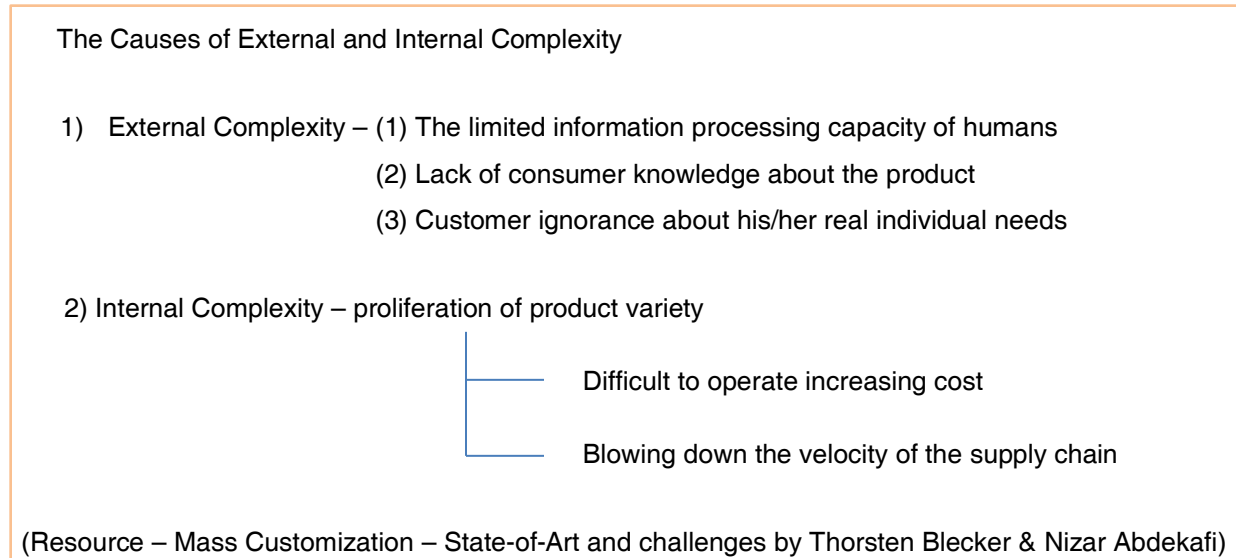 The Causes of External and Internal Complexity
1) External Complexity – (1) The limited information processing capacity of humans
(2) Lack of consumer knowledge about the product
(3) Customer ignorance about his/her real individual needs
2) Internal Complexity – proliferation of product variety
Difficult to operate increasing cost
Blowing down the velocity of the supply chain
(Resource – Mass Customization – State-of-Art and challenges by Thorsten Blecker & Nizar Abdekafi)